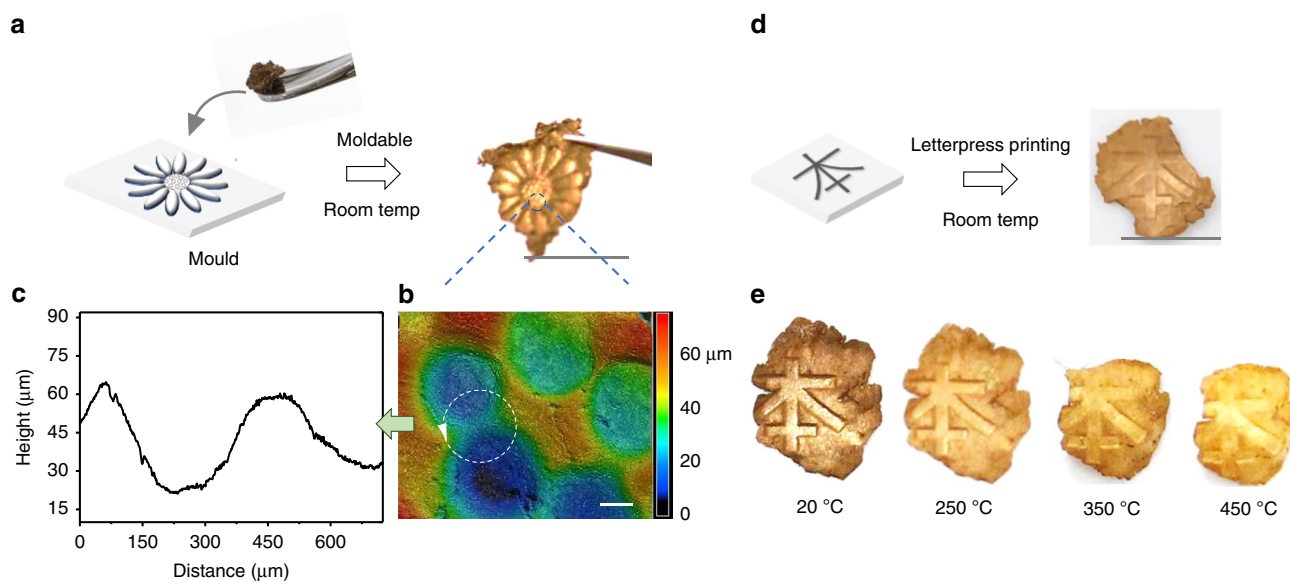 a
Moldable
Room temp
Mould
d
Letterpress printing
Room temp
c
Height (μm)
90
75
60
45
30
15
0
150
300
450
600
Distance (μm)
b
60 μm
40
20
0
e
20 °C
250 °C
350 °C
450 °C